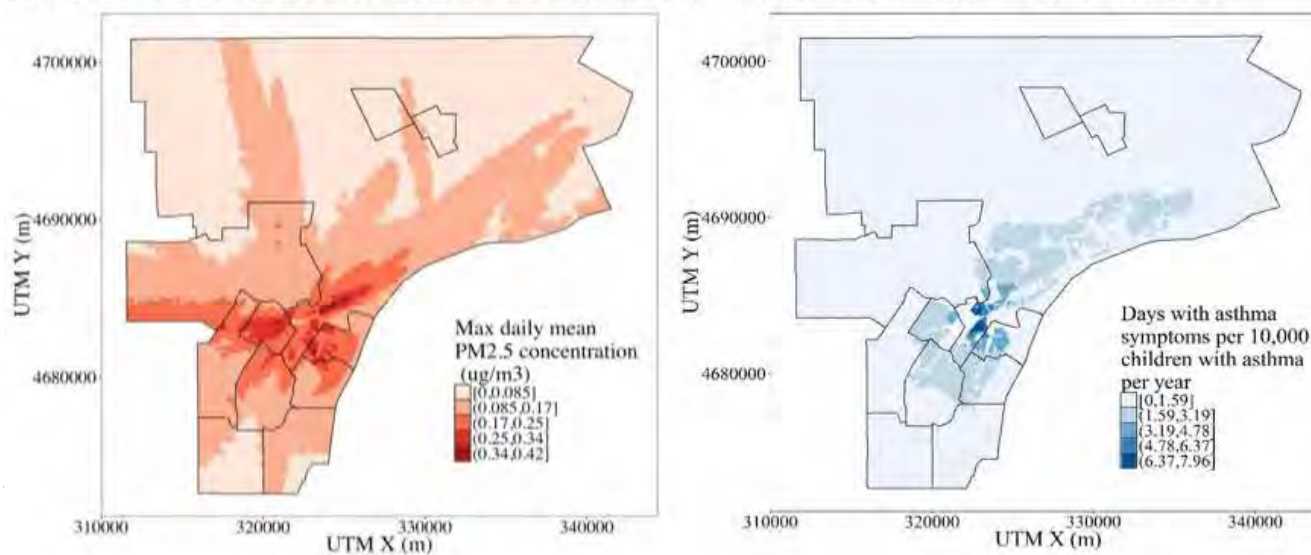 4700000
4690000
4680000
UTM Y (m)
310000
320000
330000
340000
UTM X (m)
Max daily mean
PM2.5 concentration
(ug/m3)
[0,0.085]
(0.085,0.17]
(0.17,0.25]
(0.25,0.34]
(0.34,0.42]
4700000
4690000
4680000
UTM Y (m)
310000
320000
330000
340000
UTM X (m)
Days with asthma
symptoms per 10,000
children with asthma
per year
[0,1.59]
(1.59,3.19]
(3.19,4.78]
(4.78,6.37]
(6.37,7.96]